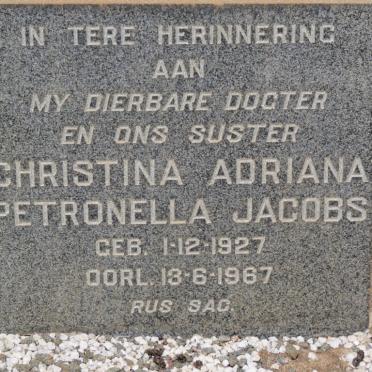 IN TERE HERINNERING
AAN
MY DIERBARE DOGTER
EN ONS SUSTER
CHRISTINA ADRIANA
PETRONELLA JACOBS
GEB. 1-12-1927
OORL. 13-6-1967
RUS SAG.